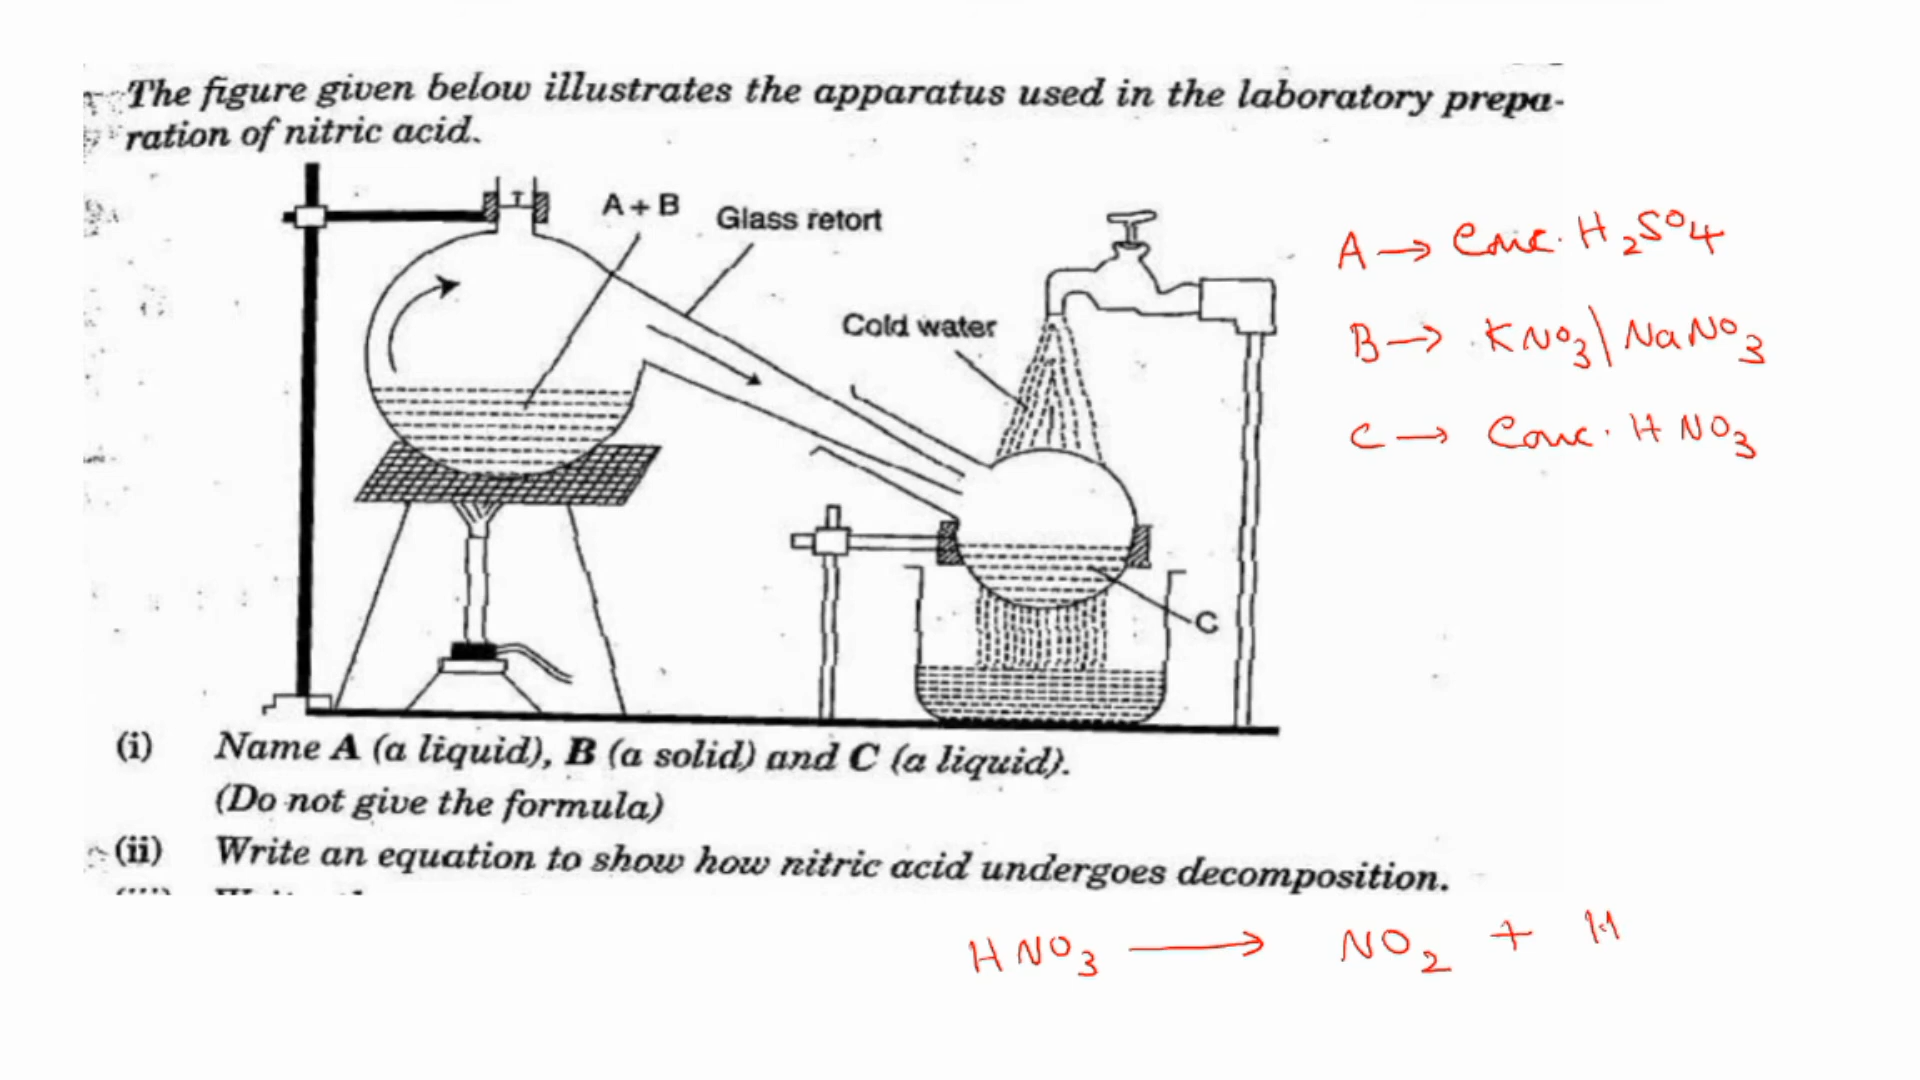 The figure given below illustrates the apparatus used in the laboratory prepa-
ration of nitric acid.
A + B
Glass retort
Cold water
C
A → Conc. H2SO4
B → KNO3\NaNO3
C → Conc. HNO3
(i) Name A (a liquid), B (a solid) and C (a liquid).
(Do not give the formula)
(ii) Write an equation to show how nitric acid undergoes decomposition.
HNO3 → NO2 + H